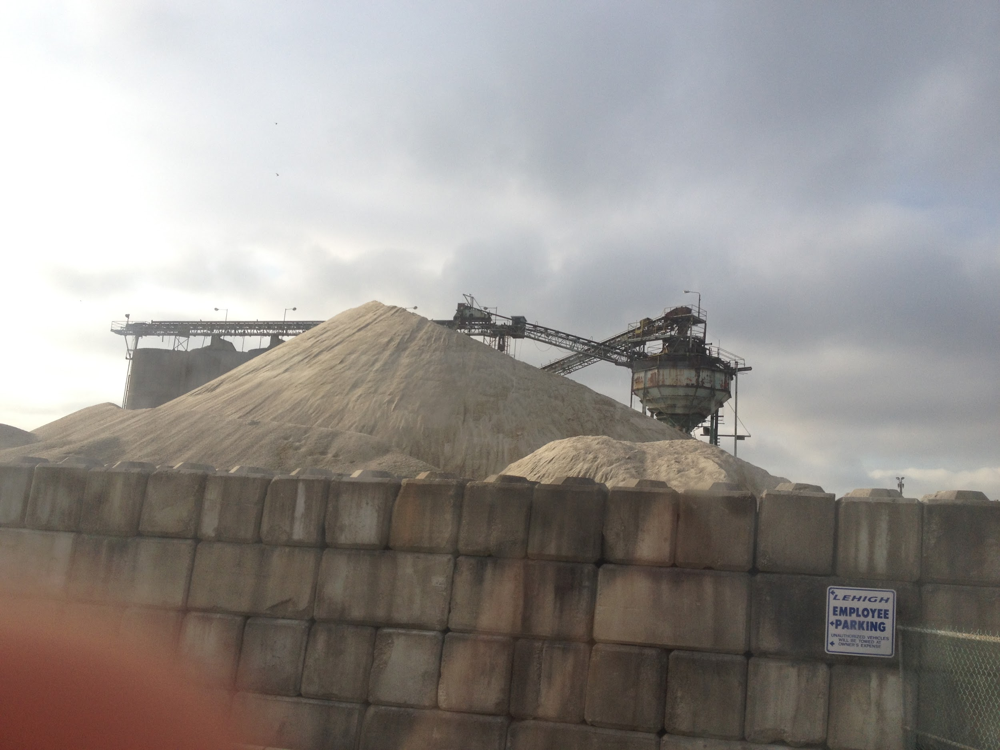 LEHIGH
EMPLOYEE
PARKING
UNAUTHORIZED VEHICLES
WILL BE TOWED AT
OWNER'S EXPENSE